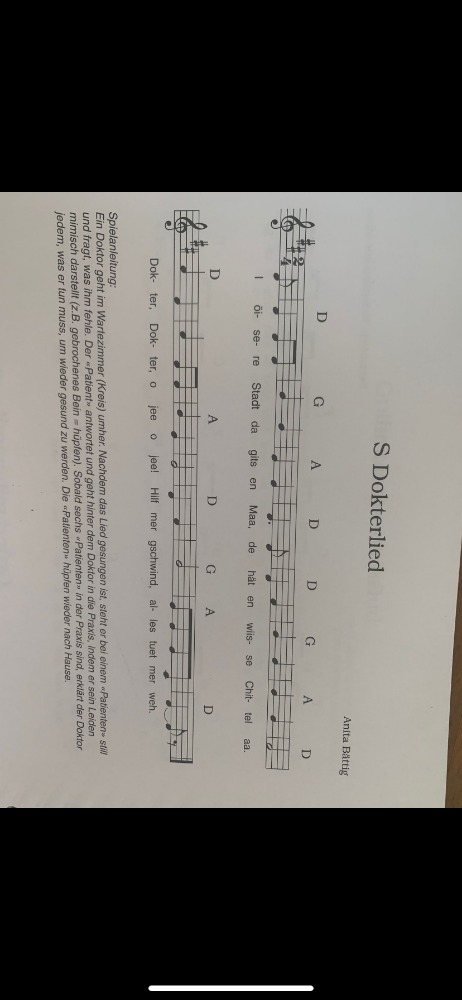 S Dokterlied
Anita Bättig
D G A D D G A D
2
4
I öi- se- re Stadt da gits en Maa, de hät en wiis- se Chit- tel aa.
D A D G A D
Dok- ter, Dok- ter, o jee o jee! Hilf mer gschwind, al- les tuet mer weh.
Spielanleitung:
Ein Doktor geht im Wartezimmer (Kreis) umher. Nachdem das Lied gesungen ist, steht er bei einem «Patienten» still
und fragt, was ihm fehle. Der «Patient» antwortet und geht hinter dem Doktor in die Praxis, indem er sein Leiden
mimisch darstellt (z.B. gebrochenes Bein = hüpfen). Sobald sechs «Patienten» in der Praxis sind, erklärt der Doktor
jedem, was er tun muss, um wieder gesund zu werden. Die «Patienten» hüpfen wieder nach Hause.